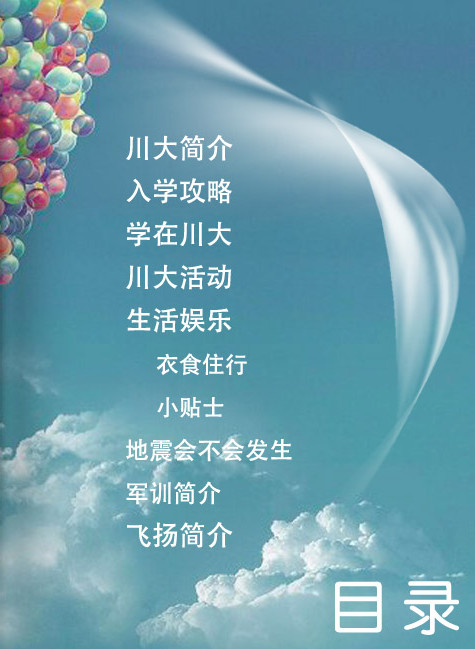 川大简介
入学攻略
学在川大
川大活动
生活娱乐
衣食住行
小贴士
地震会不会发生
军训简介
飞扬简介
目录